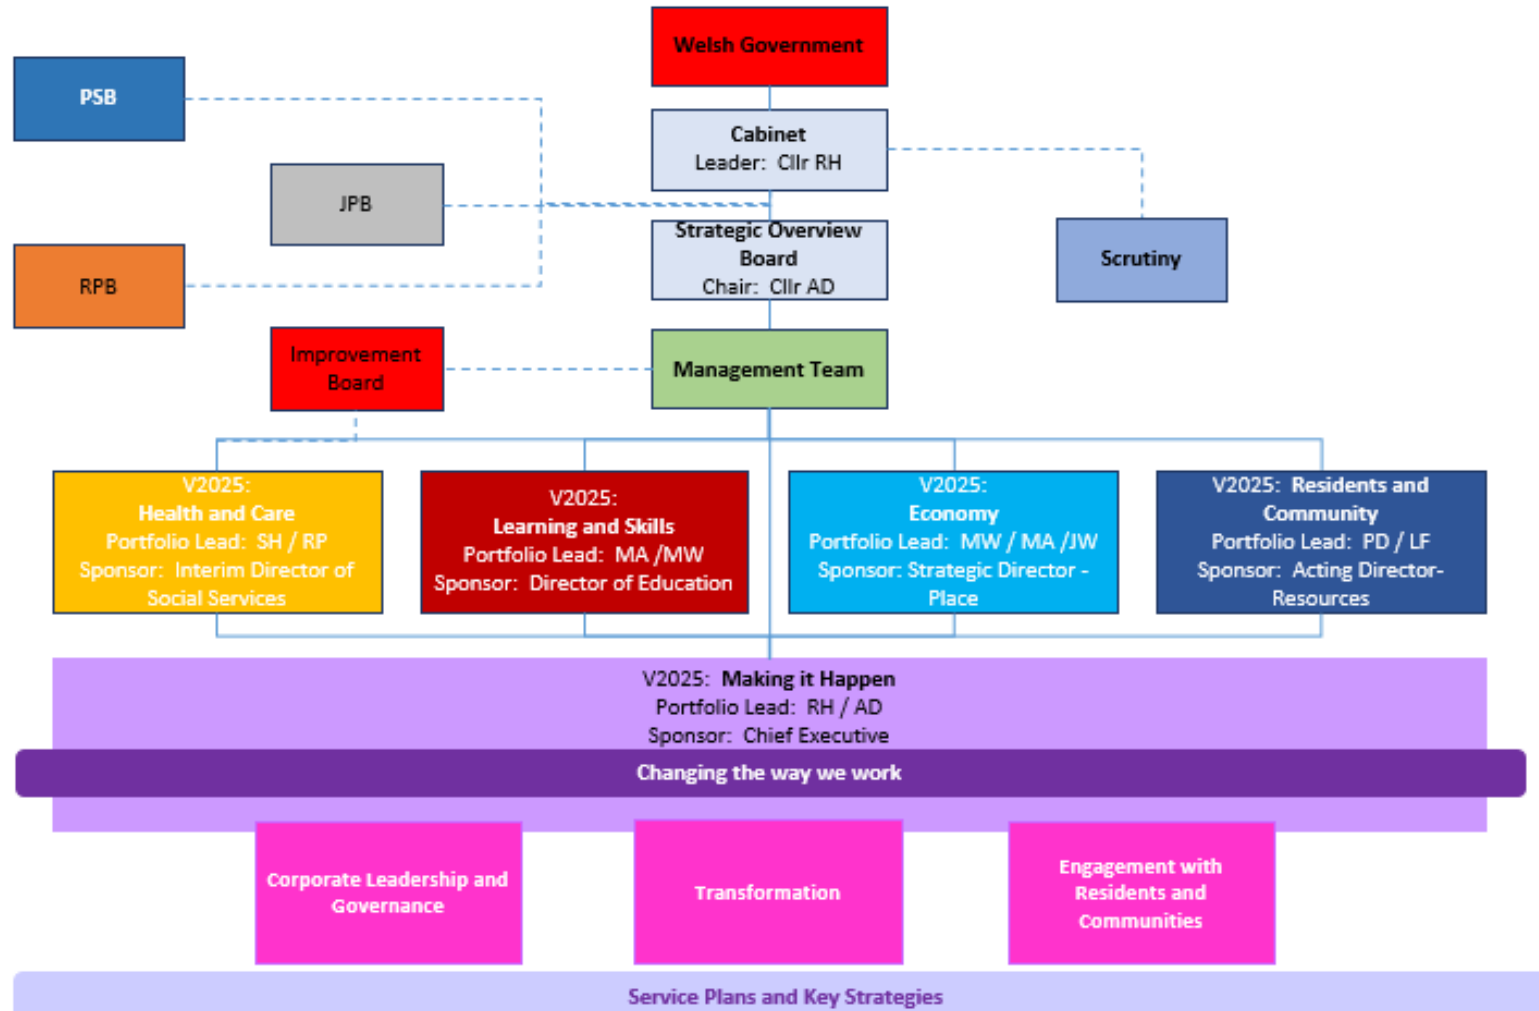 Welsh Government
PSB
Cabinet
Leader:  Cllr RH
JPB
Strategic Overview
Board
Chair:  Cllr AD
Scrutiny
RPB
Improvement
Board
Management Team
V2025:
Health and Care
Portfolio Lead:  SH / RP
Sponsor:  Interim Director of
Social Services
V2025:
Learning and Skills
Portfolio Lead:  MA /MW
Sponsor:  Director of Education
V2025:
Economy
Portfolio Lead:  MW / MA /JW
Sponsor: Strategic Director -
Place
V2025:  Residents and
Community
Portfolio Lead:  PD / LF
Sponsor:  Acting Director-
Resources
V2025:  Making it Happen
Portfolio Lead:  RH / AD
Sponsor:  Chief Executive
Changing the way we work
Corporate Leadership and
Governance
Transformation
Engagement with
Residents and
Communities
Service Plans and Key Strategies